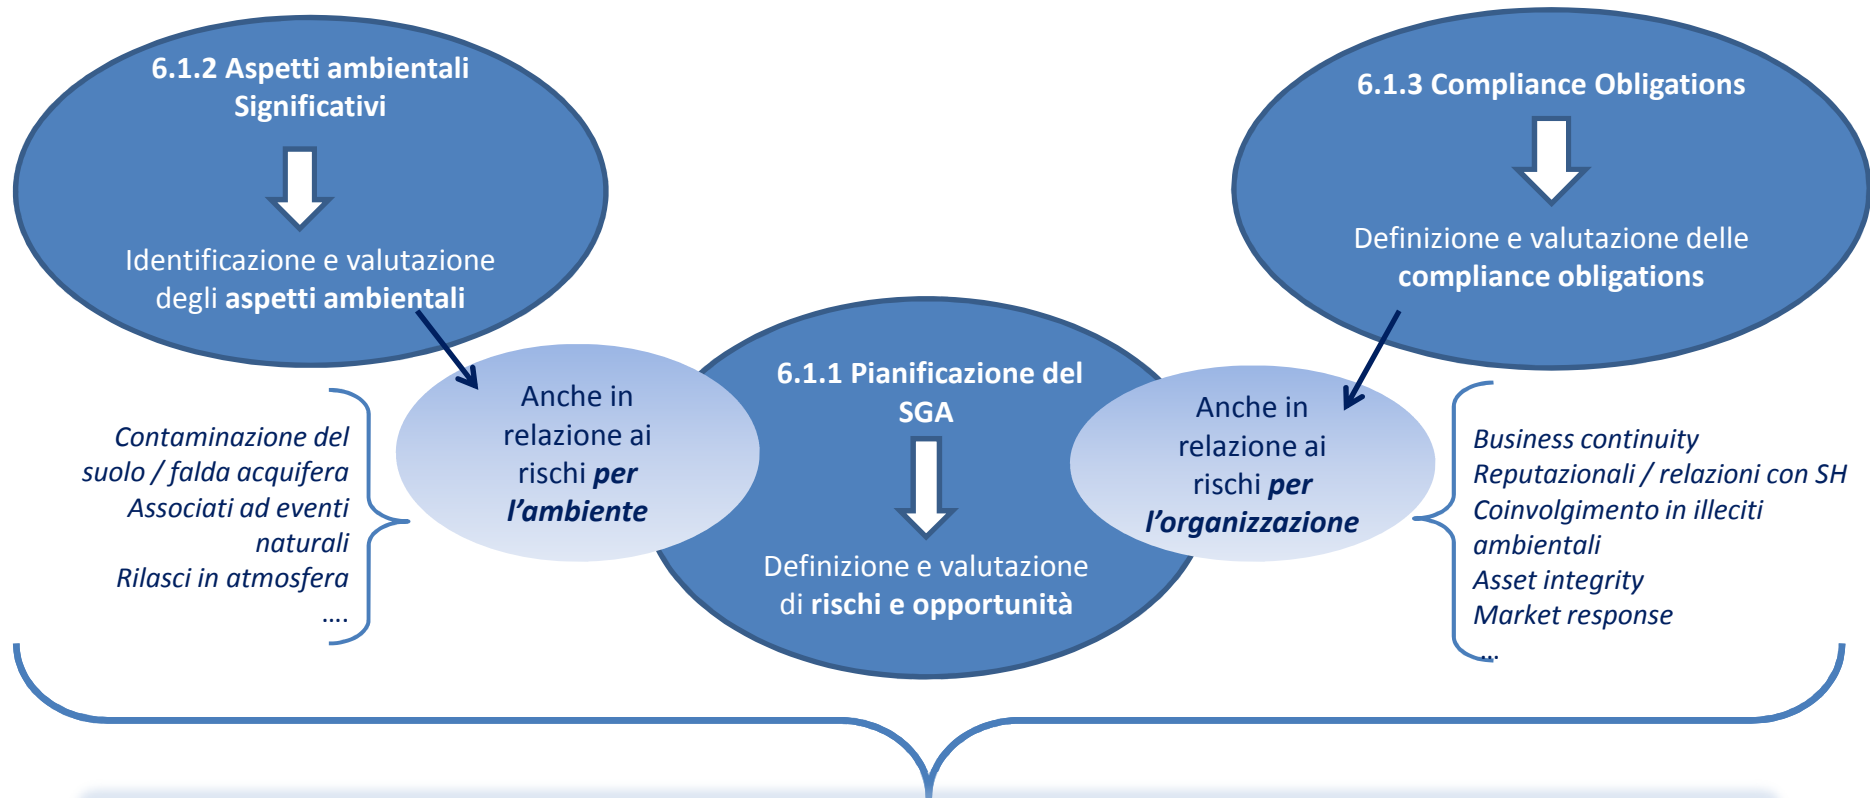 6.1.2 Aspetti ambientali
Significativi
Identificazione e valutazione
degli aspetti ambientali
6.1.3 Compliance Obligations
Definizione e valutazione delle
compliance obligations
6.1.1 Pianificazione del
SGA
Definizione e valutazione
di rischi e opportunità
Anche in
relazione ai
rischi per
l’ambiente
Anche in
relazione ai
rischi per
l’organizzazione
Contaminazione del
suolo / falda acquifera
Associati ad eventi
naturali
Rilasci in atmosfera
….
Business continuity
Reputazionali / relazioni con SH
Coinvolgimento in illeciti
ambientali
Asset integrity
Market response
…